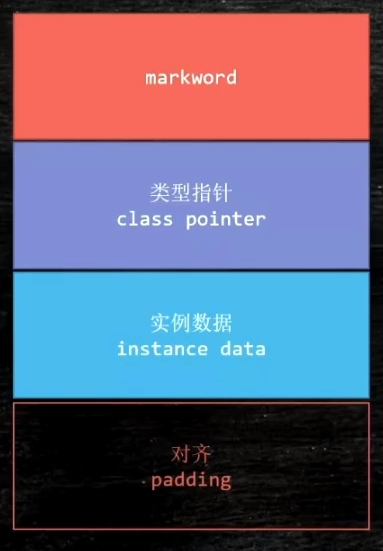 markword
类型指针
class pointer
实例数据
instance data
对齐
padding